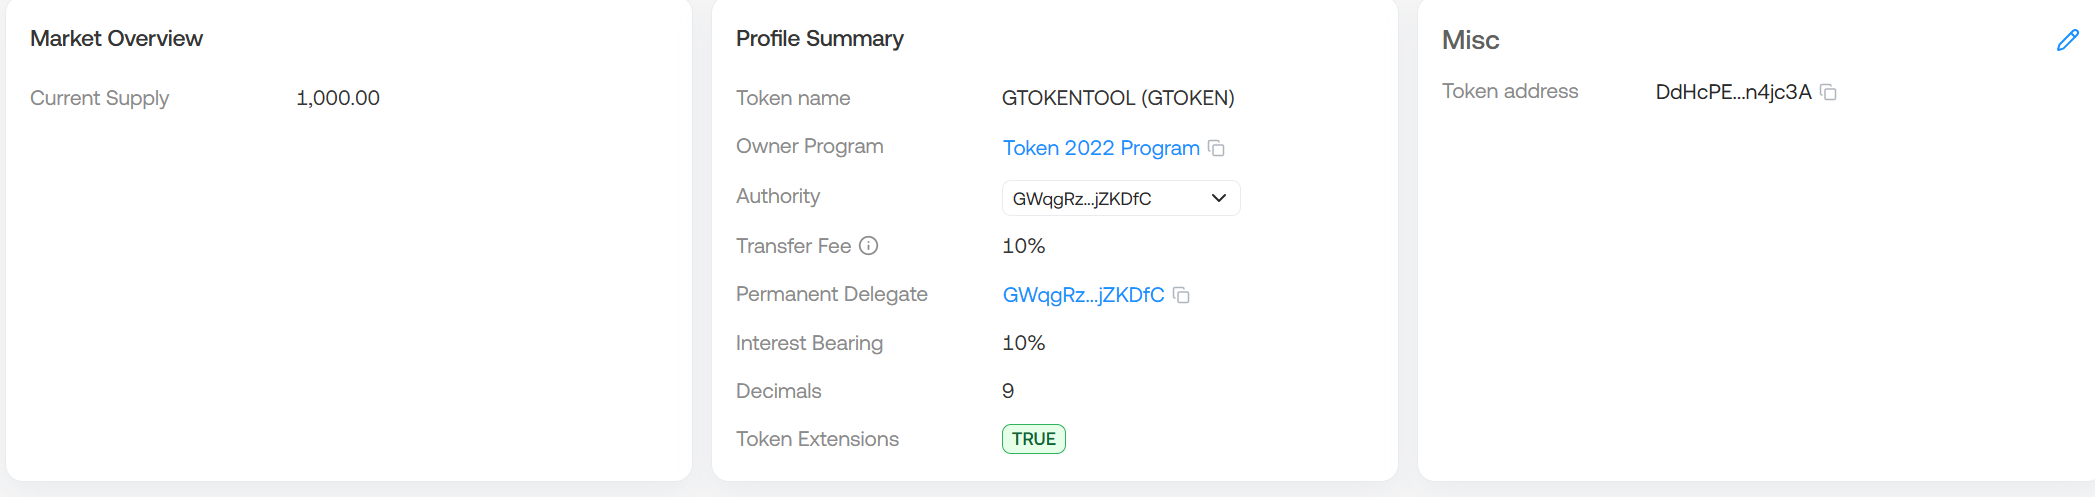 Market Overview
Current Supply 1,000.00
Profile Summary
Token name GTOKENTOOL (GTOKEN)
Owner Program Token 2022 Program
Authority GWqgRz...jZKDfC
Transfer Fee 10%
Permanent Delegate GWqgRz...jZKDfC
Interest Bearing 10%
Decimals 9
Token Extensions TRUE
Misc
Token address DdHcPE...n4jc3A